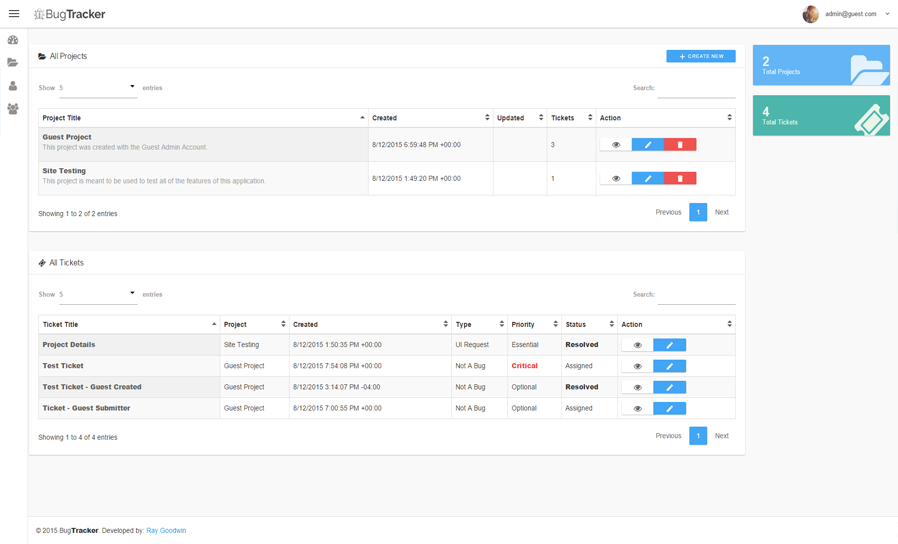 BugTracker
admin@guest.com
All Projects
CREATE NEW
Show 5 entries
Search:
Project Title Created Updated Tickets Action
Guest Project
This project was created with the Guest Admin Account.
8/12/2015 6:59:48 PM +00:00 3
Site Testing
This project is meant to be used to test all of the features of this application.
8/12/2015 1:49:20 PM +00:00 1
Showing 1 to 2 of 2 entries
Previous 1 Next
2
Total Projects
4
Total Tickets
All Tickets
Show 5 entries
Search:
Ticket Title Project Created Type Priority Status Action
Project Details Site Testing 8/12/2015 1:50:35 PM +00:00 UI Request Essential Resolved
Test Ticket Guest Project 8/12/2015 7:54:08 PM +00:00 Not A Bug Critical Assigned
Test Ticket - Guest Created Guest Project 8/12/2015 3:14:07 PM -04:00 Not A Bug Optional Resolved
Ticket - Guest Submitter Guest Project 8/12/2015 7:00:55 PM +00:00 Not A Bug Optional Assigned
Showing 1 to 4 of 4 entries
Previous 1 Next
© 2015 BugTracker. Developed by: Ray Goodwin